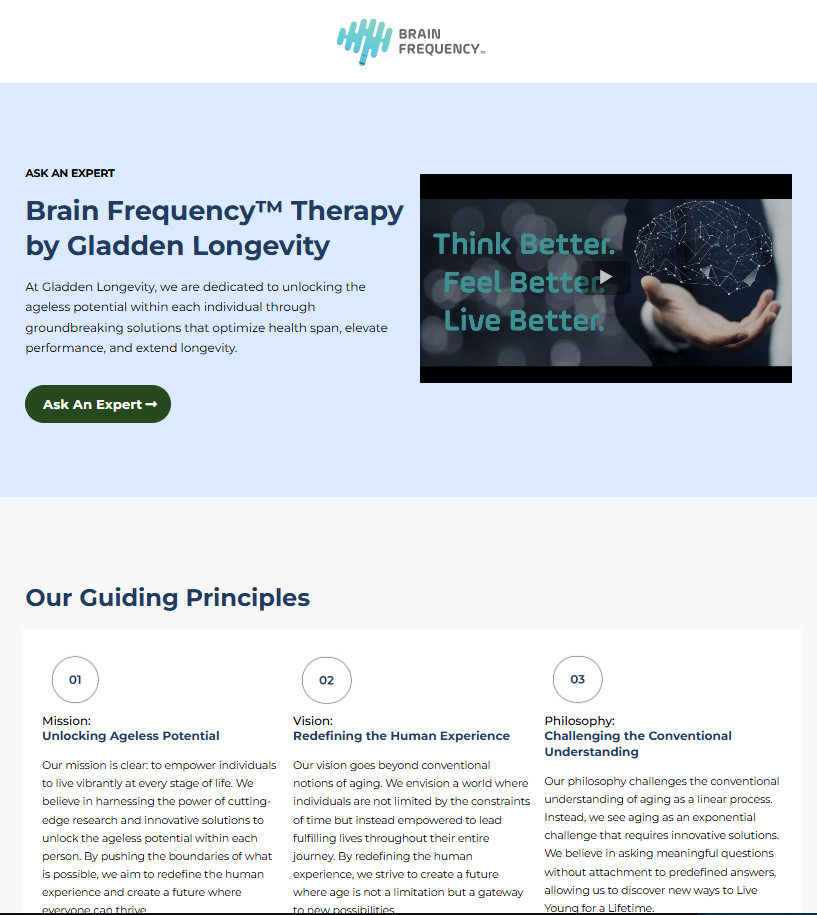 BRAIN
FREQUENCY™
ASK AN EXPERT
Brain Frequency™ Therapy
by Gladden Longevity
At Gladden Longevity, we are dedicated to unlocking the
ageless potential within each individual through
groundbreaking solutions that optimize health span, elevate
performance, and extend longevity.
Ask An Expert →
Think Better.
Feel Better.
Live Better.
Our Guiding Principles
01
Mission:
Unlocking Ageless Potential
Our mission is clear: to empower individuals
to live vibrantly at every stage of life. We
believe in harnessing the power of cutting-
edge research and innovative solutions to
unlock the ageless potential within each
person. By pushing the boundaries of what
is possible, we aim to redefine the human
experience and create a future where
everyone can thrive.
02
Vision:
Redefining the Human Experience
Our vision goes beyond conventional
notions of aging. We envision a world where
individuals are not limited by the constraints
of time but instead empowered to lead
fulfilling lives throughout their entire
journey. By redefining the human
experience, we strive to create a future
where age is not a limitation but a gateway
to new possibilities.
03
Philosophy:
Challenging the Conventional
Understanding
Our philosophy challenges the conventional
understanding of aging as a linear process.
Instead, we see aging as an exponential
challenge that requires innovative solutions.
We believe in asking meaningful questions
without attachment to predefined answers,
allowing us to discover new ways to Live
Young for a Lifetime.